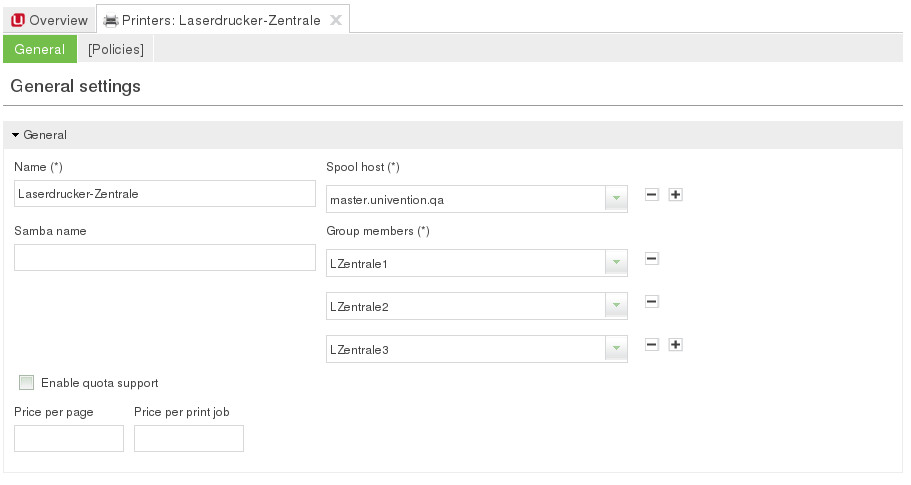 Overview
Printers: Laserdrucker-Zentrale
General
[Policies]
General settings
General
Name (*)
Spool host (*)
Laserdrucker-Zentrale
master.univention.qa
Samba name
Group members (*)
LZentrale1
LZentrale2
LZentrale3
Enable quota support
Price per page
Price per print job